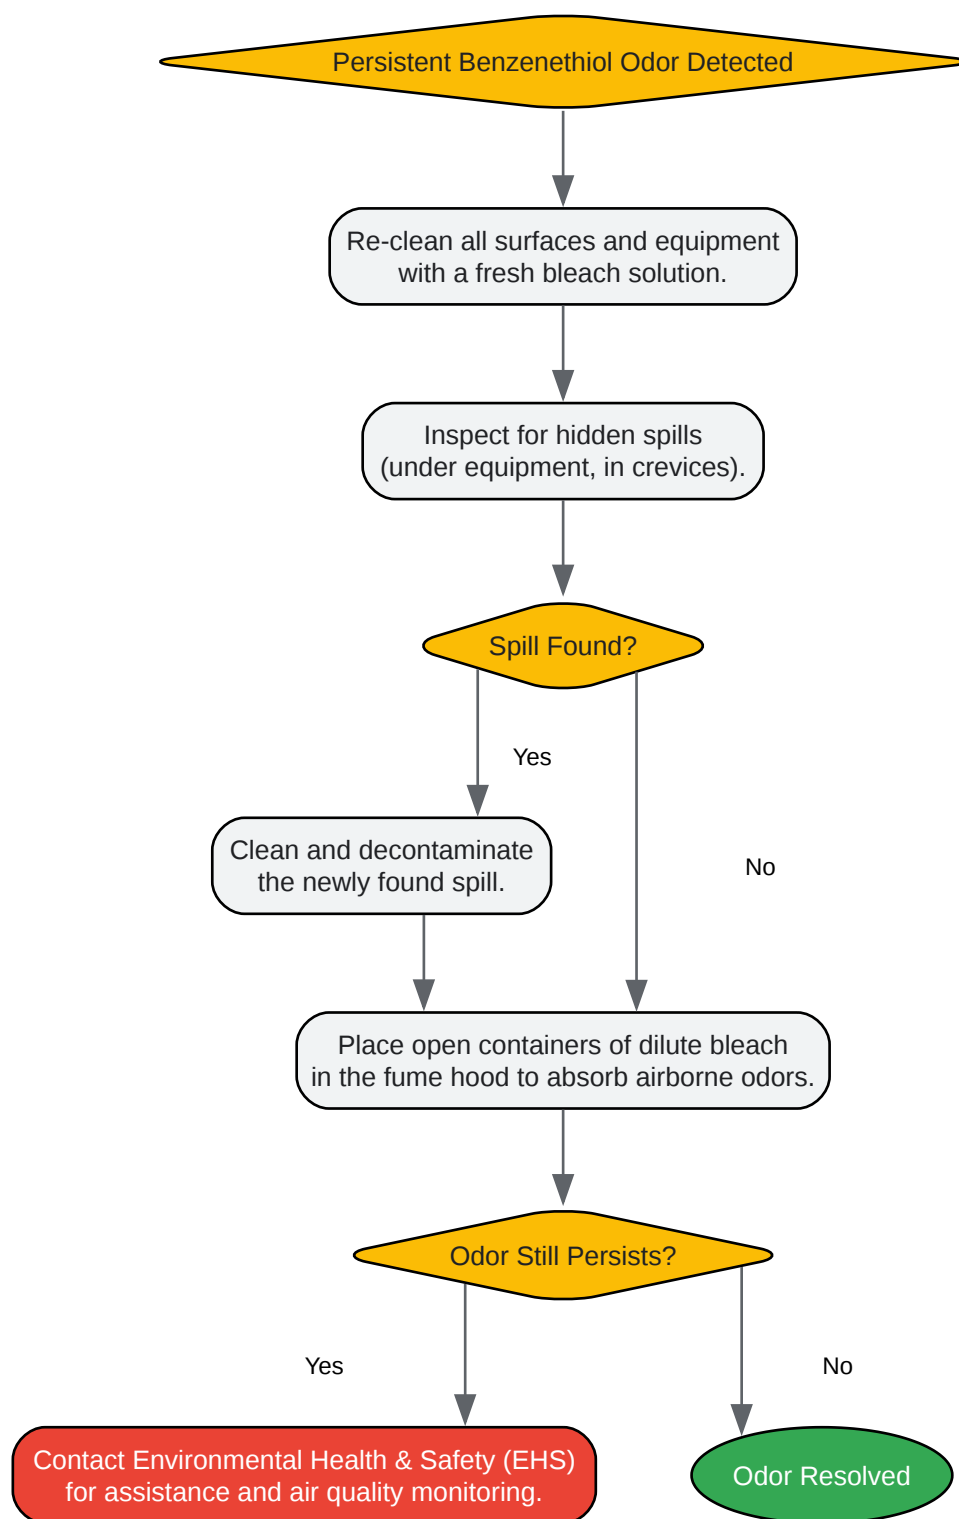 Persistent Benzenethiol Odor Detected
Re-clean all surfaces and equipment
with a fresh bleach solution.
Inspect for hidden spills
(under equipment, in crevices).
Spill Found?
Yes
Clean and decontaminate
the newly found spill.
No
Place open containers of dilute bleach
in the fume hood to absorb airborne odors.
Odor Still Persists?
Yes
No
Contact Environmental Health & Safety (EHS)
for assistance and air quality monitoring.
Odor Resolved